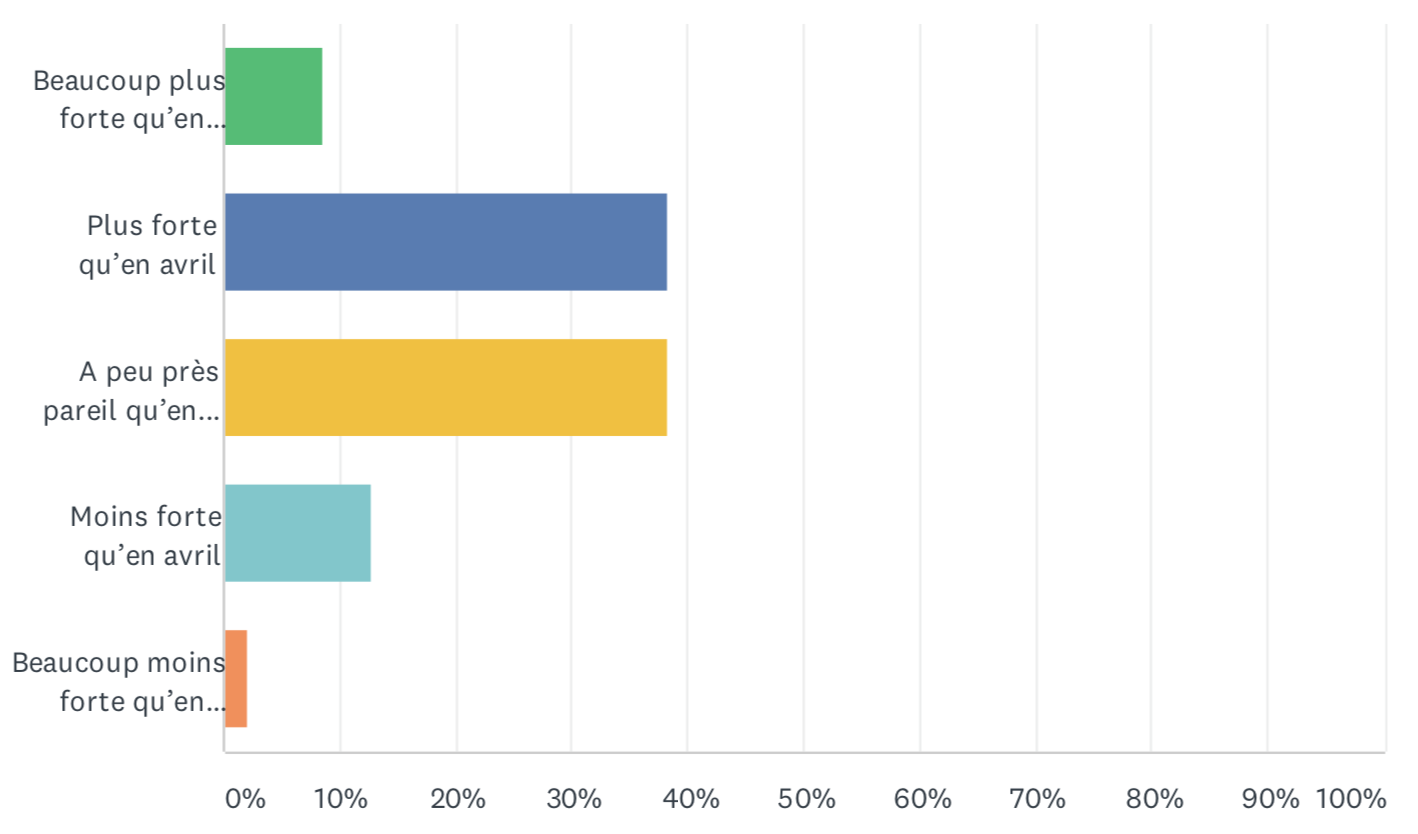 Beaucoup plus
forte qu’en...
Plus forte
qu’en avril
A peu près
pareil qu’en...
Moins forte
qu’en avril
Beaucoup moins
forte qu’en...
0% 10% 20% 30% 40% 50% 60% 70% 80% 90% 100%